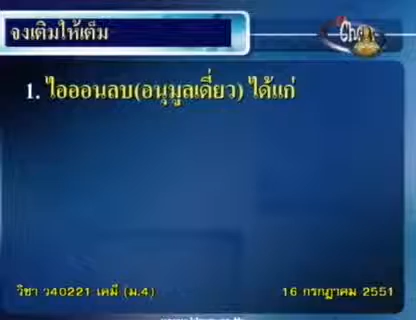 จงเติมให้เต็ม
1. ไอออนลบ(อนุมูลเดี่ยว) ได้แก่
วิชา ว40221 เคมี (ม.4)
16 กรกฎาคม 2551